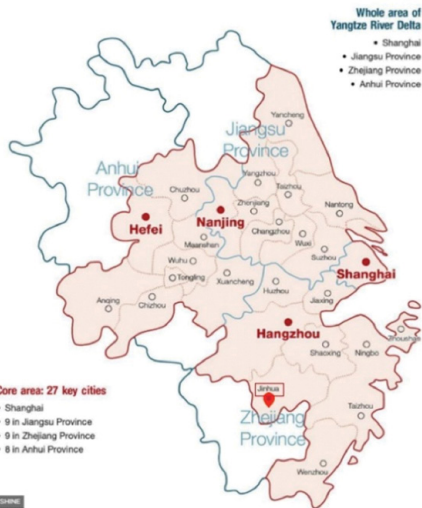 Whole area of
Yangtze River Delta
• Shanghai
• Jiangsu Province
• Zhejiang Province
• Anhui Province
Yancheng
Jiangsu
Province
Anhui
Province
Yangzhou
Taizhou
Chuzhou
Zhenjiang
Nantong
Nanjing
Hefei
Changzhou
Wuxi
Maanshan
Suzhou
Wuhu
Shanghai
Tongling
Xuancheng
Huzhou
Jiaxing
Anqing
Chizhou
Hangzhou
Zhoushan
Shaoxing
Ningbo
Core area: 27 key cities
Jinhua
Shanghai
9 in Jiangsu Province
9 in Zhejiang Province
8 in Anhui Province
Taizhou
Zhejiang
Province
Wenzhou
SHINE